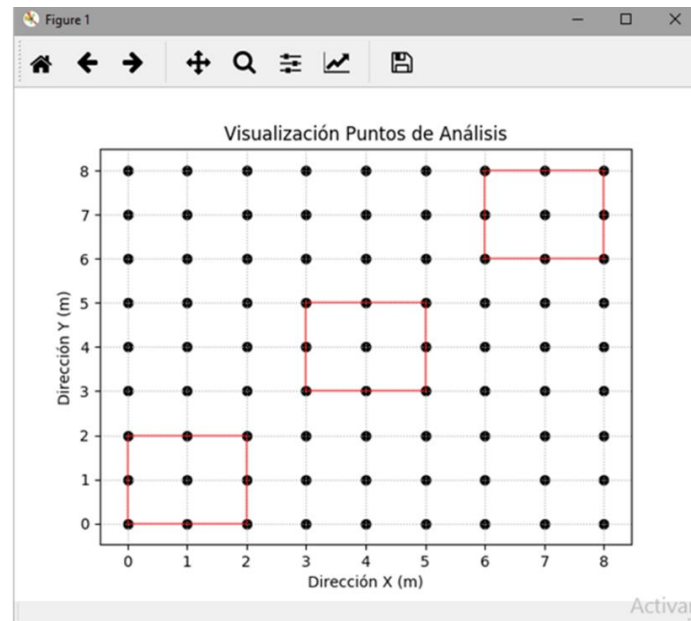 Figure 1
Visualización Puntos de Análisis
8
7
6
5
4
3
2
1
0
Dirección Y (m)
0 1 2 3 4 5 6 7 8
Dirección X (m)
Activar